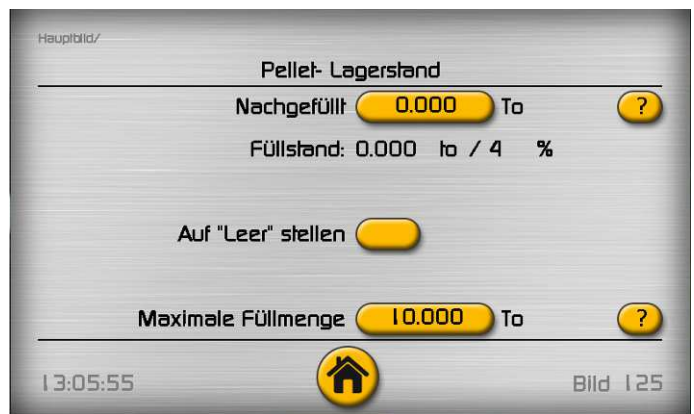 Hauptbild/
Pellet- Lagerstand
Nachgefüllt 0.000 To ?
Füllstand: 0.000 to / 4 %
Auf "Leer" stellen
Maximale Füllmenge 10.000 To ?
13:05:55 Bild 125